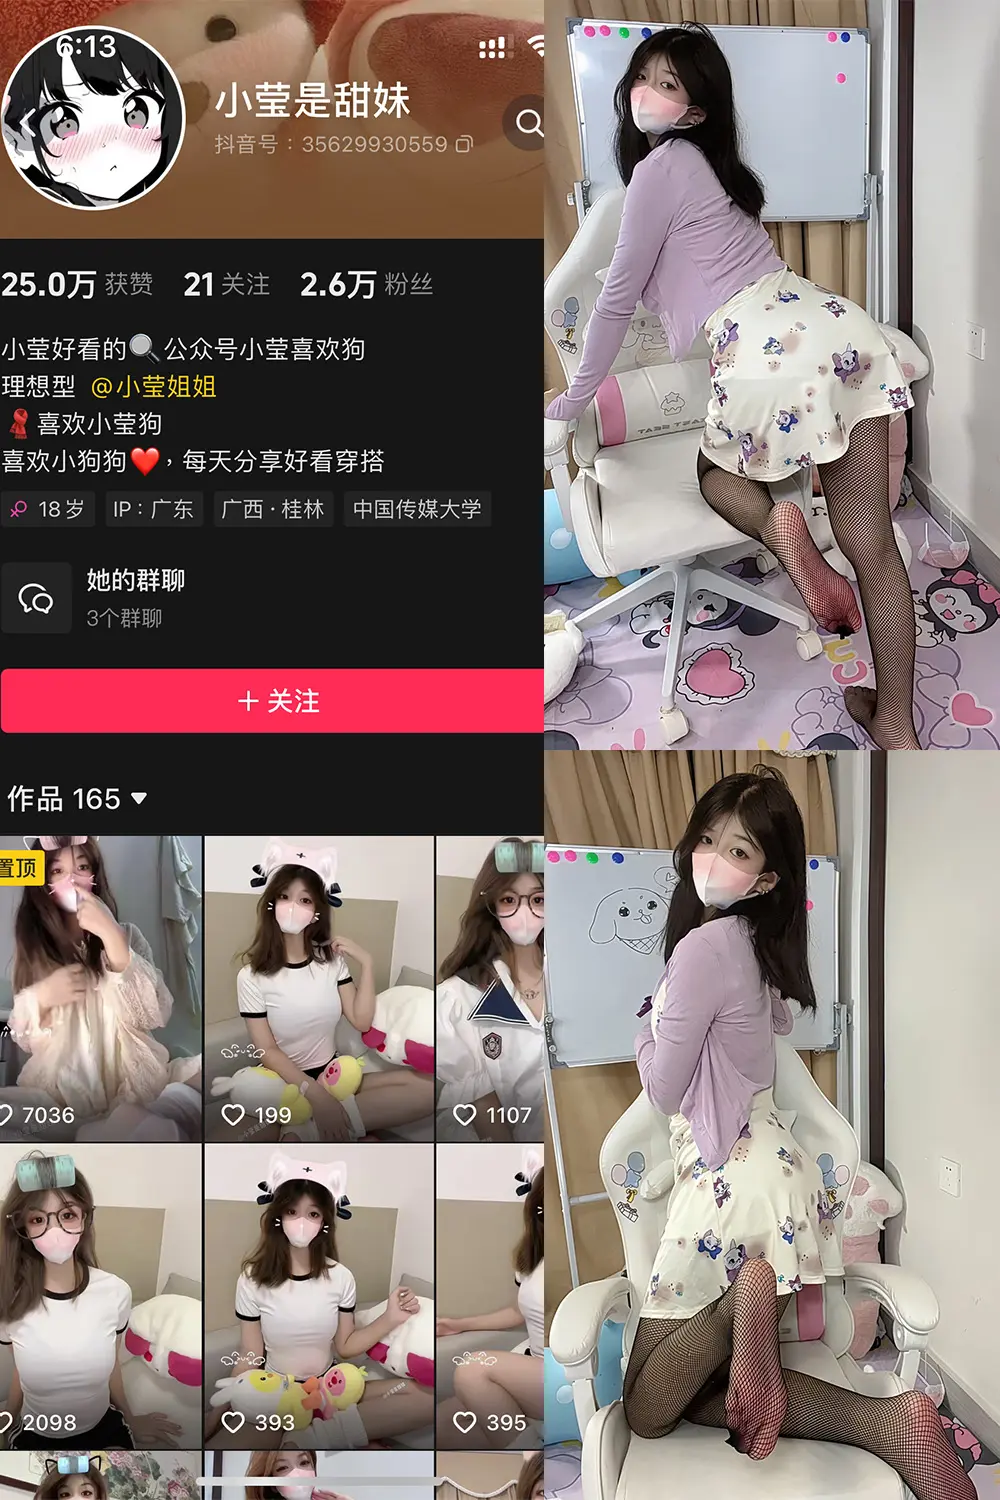 6:13
小莹是甜妹
抖音号：35629930559
25.0万 获赞 21 关注 2.6万 粉丝
小莹好看的🔍公众号小莹喜欢狗
理想型 @小莹姐姐
🧣喜欢小莹狗
喜欢小狗狗❤️，每天分享好看穿搭
18岁 IP：广东 广西·桂林 中国传媒大学
她的群聊
3个群聊
+ 关注
作品 165
置顶
7036
199
1107
2098
393
395